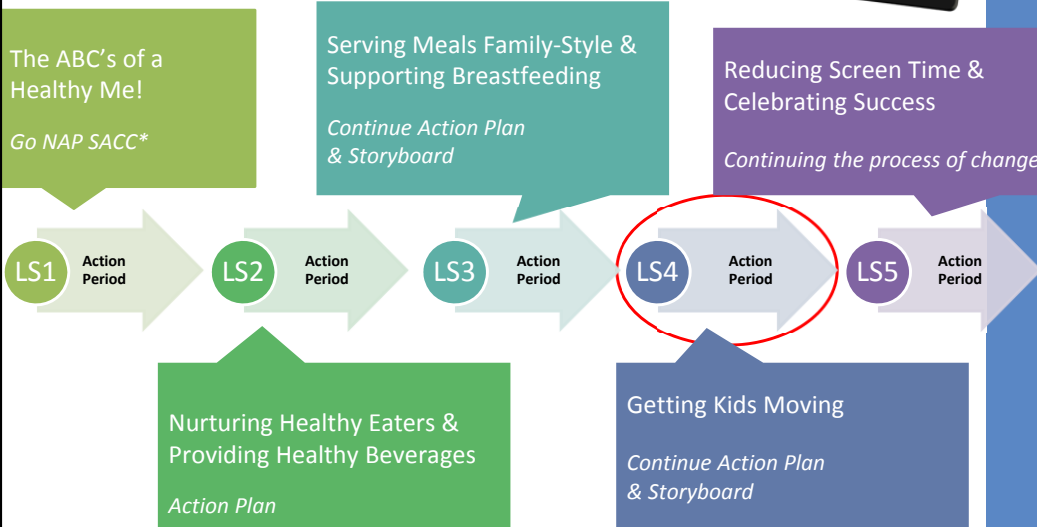 The ABC's of a
Healthy Me!
Go NAP SACC*
Serving Meals Family-Style &
Supporting Breastfeeding
Continue Action Plan
& Storyboard
Reducing Screen Time &
Celebrating Success
Continuing the process of change
LS1
Action
Period
LS2
Action
Period
LS3
Action
Period
LS4
Action
Period
LS5
Action
Period
Nurturing Healthy Eaters &
Providing Healthy Beverages
Action Plan
Getting Kids Moving
Continue Action Plan
& Storyboard